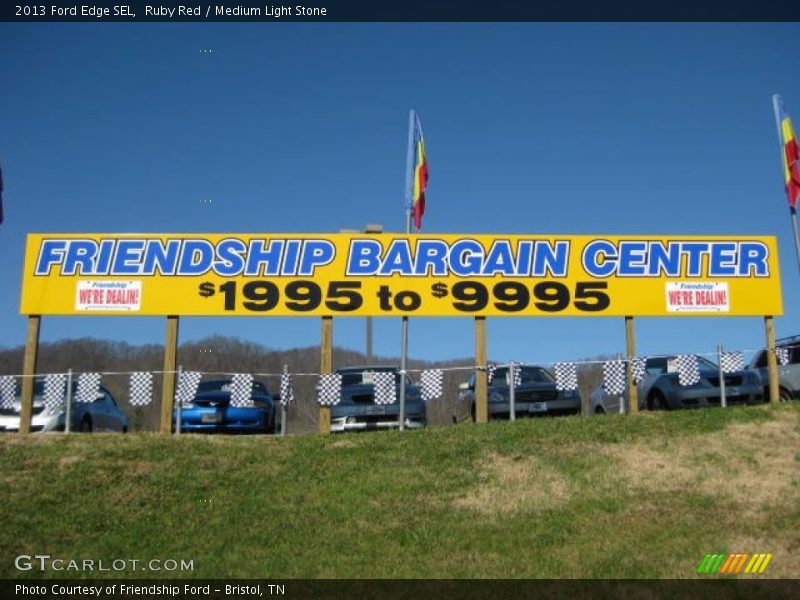 2013 Ford Edge SEL, Ruby Red / Medium Light Stone
FRIENDSHIP BARGAIN CENTER
$1995 to $9995
Friendship
WE'RE DEALIN!
Friendship
WE'RE DEALIN!
GTCARLOT.COM
Photo Courtesy of Friendship Ford - Bristol, TN